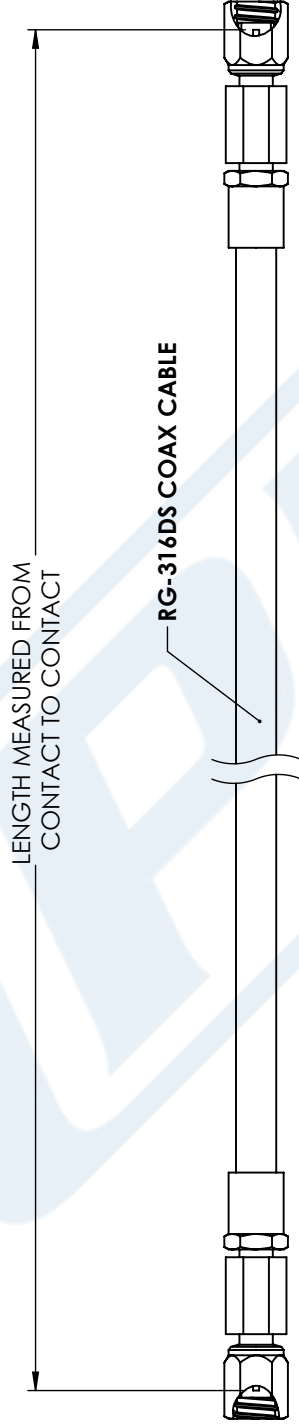 LENGTH MEASURED FROM
CONTACT TO CONTACT
RG-316DS COAX CABLE